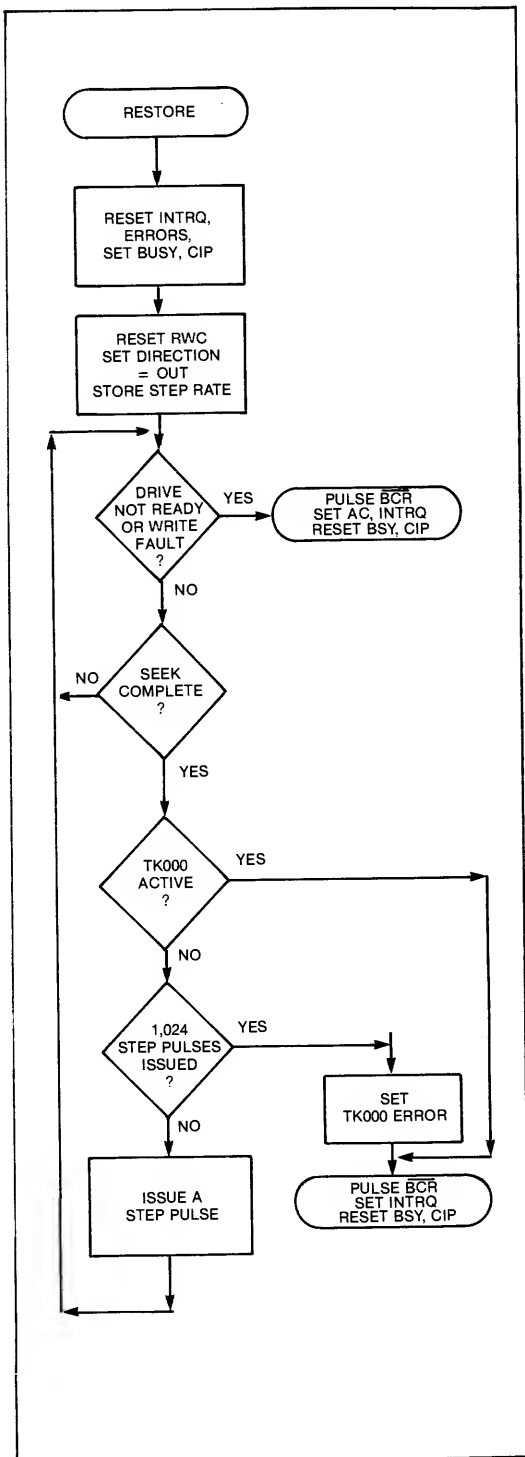 RESTORE
RESET INTRQ,
ERRORS,
SET BUSY, CIP
RESET RWC
SET DIRECTION
= OUT
STORE STEP RATE
DRIVE
NOT READY
OR WRITE
FAULT
?
YES
PULSE B̅C̅R̅
SET AC, INTRQ
RESET BSY, CIP
NO
SEEK
COMPLETE
?
NO
YES
TK000
ACTIVE
?
YES
NO
1,024
STEP PULSES
ISSUED
?
YES
SET
TK000 ERROR
NO
ISSUE A
STEP PULSE
PULSE B̅C̅R̅
SET INTRQ
RESET BSY, CIP